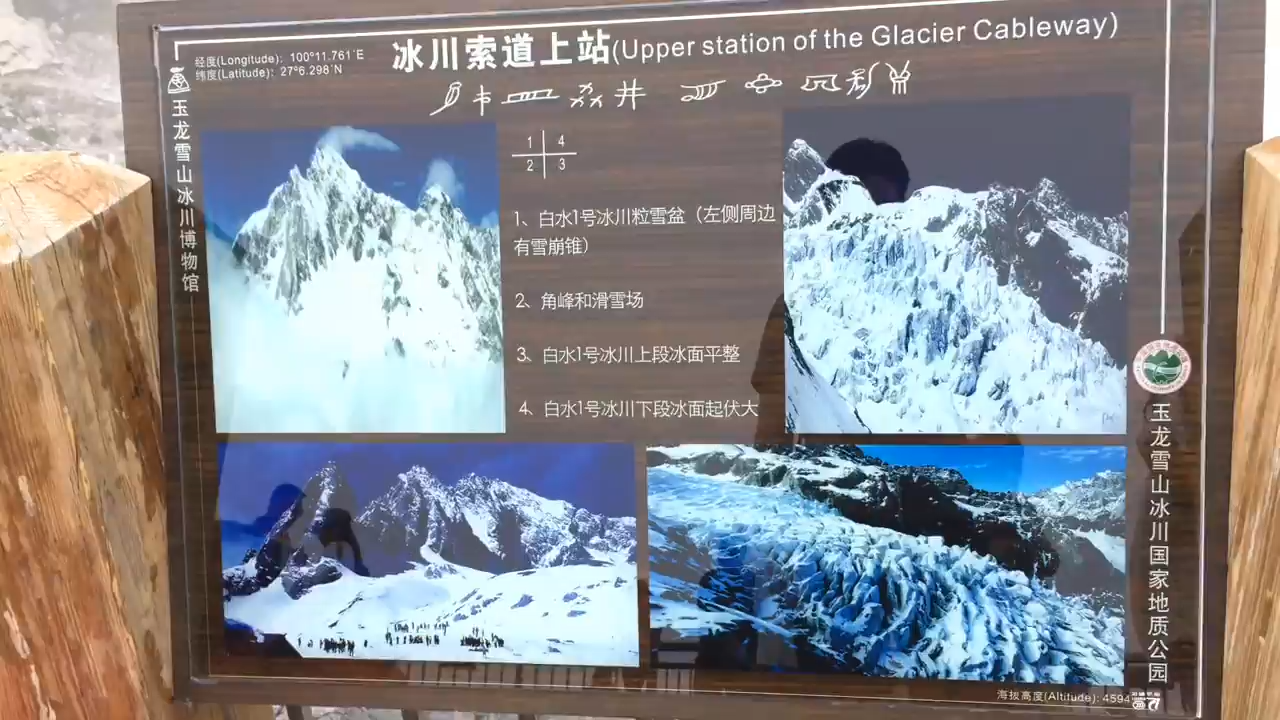 经度(Longitude): 100°11.761′E
纬度(Latitude): 27°6.298′N
冰川索道上站(Upper station of the Glacier Cableway)
玉龙雪山冰川博物馆
1 4
2 3
1、白水1号冰川粒雪盆（左侧周边
有雪崩锥）
2、角峰和滑雪场
3、白水1号冰川上段冰面平整
4、白水1号冰川下段冰面起伏大
玉龙雪山冰川国家地质公园
海拔高度(Altitude): 4594